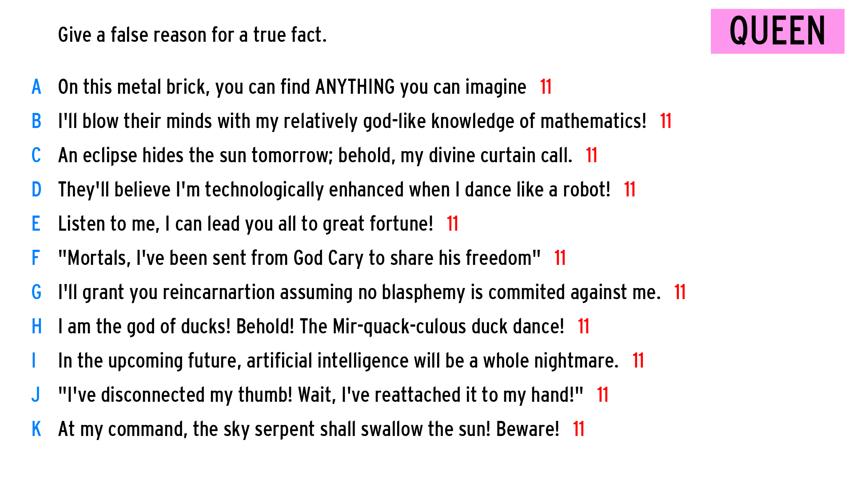 Give a false reason for a true fact.
QUEEN
A On this metal brick, you can find ANYTHING you can imagine 11
B I'll blow their minds with my relatively god-like knowledge of mathematics! 11
C An eclipse hides the sun tomorrow; behold, my divine curtain call. 11
D They'll believe I'm technologically enhanced when I dance like a robot! 11
E Listen to me, I can lead you all to great fortune! 11
F "Mortals, I've been sent from God Cary to share his freedom" 11
G I'll grant you reincarnartion assuming no blasphemy is commited against me. 11
H I am the god of ducks! Behold! The Mir-quack-culous duck dance! 11
I In the upcoming future, artificial intelligence will be a whole nightmare. 11
J "I've disconnected my thumb! Wait, I've reattached it to my hand!" 11
K At my command, the sky serpent shall swallow the sun! Beware! 11